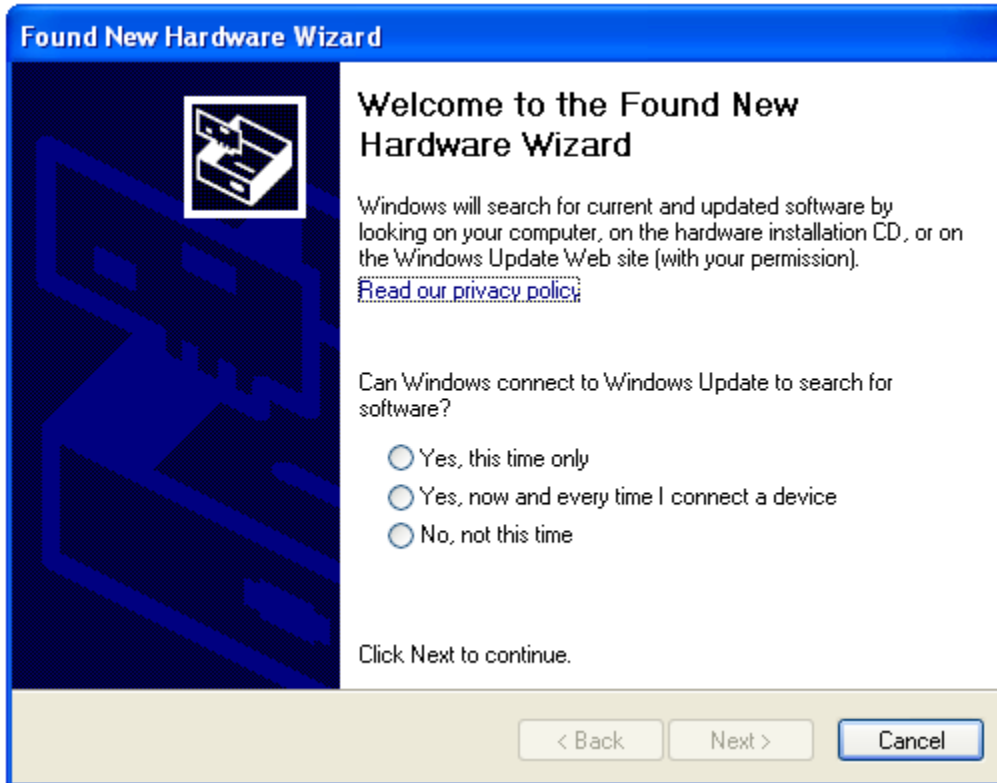 Found New Hardware Wizard
Welcome to the Found New
Hardware Wizard
Windows will search for current and updated software by
looking on your computer, on the hardware installation CD, or on
the Windows Update Web site (with your permission).
Read our privacy policy
Can Windows connect to Windows Update to search for
software?
Yes, this time only
Yes, now and every time I connect a device
No, not this time
Click Next to continue.
< Back
Next >
Cancel